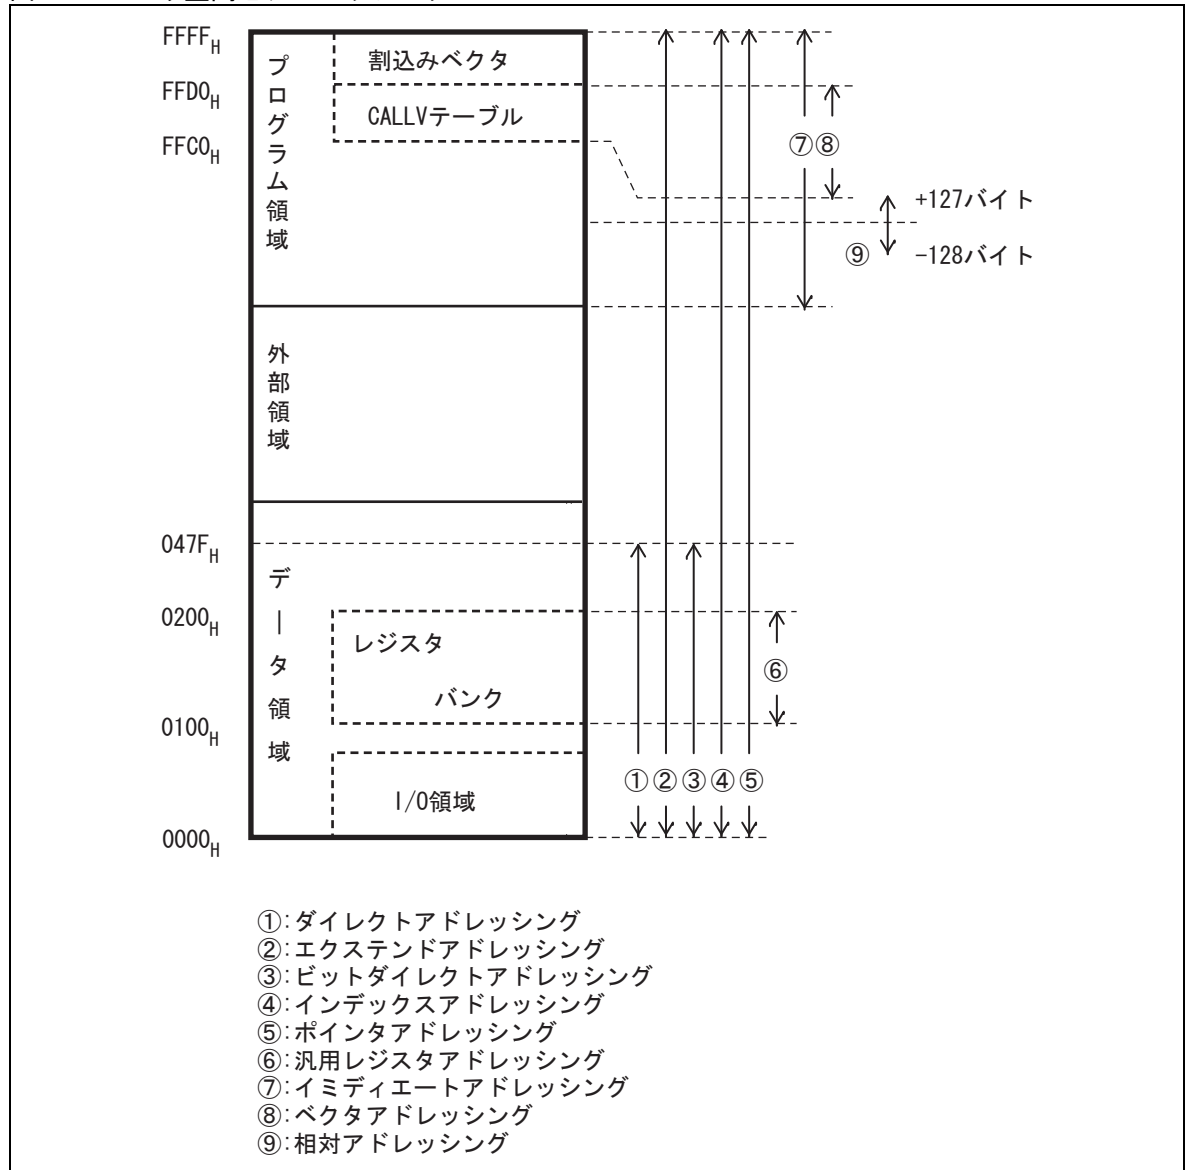 FFFFH
プログラム領域
割込みベクタ
FFD0H
CALLVテーブル
FFC0H
⑦⑧
+127バイト
⑨
-128バイト
外部領域
047FH
データ領域
0200H
レジスタ
バンク
⑥
0100H
①②③④⑤
I/O領域
0000H
①:ダイレクトアドレッシング
②:エクステンドアドレッシング
③:ビットダイレクトアドレッシング
④:インデックスアドレッシング
⑤:ポインタアドレッシング
⑥:汎用レジスタアドレッシング
⑦:イミディエートアドレッシング
⑧:ベクタアドレッシング
⑨:相対アドレッシング